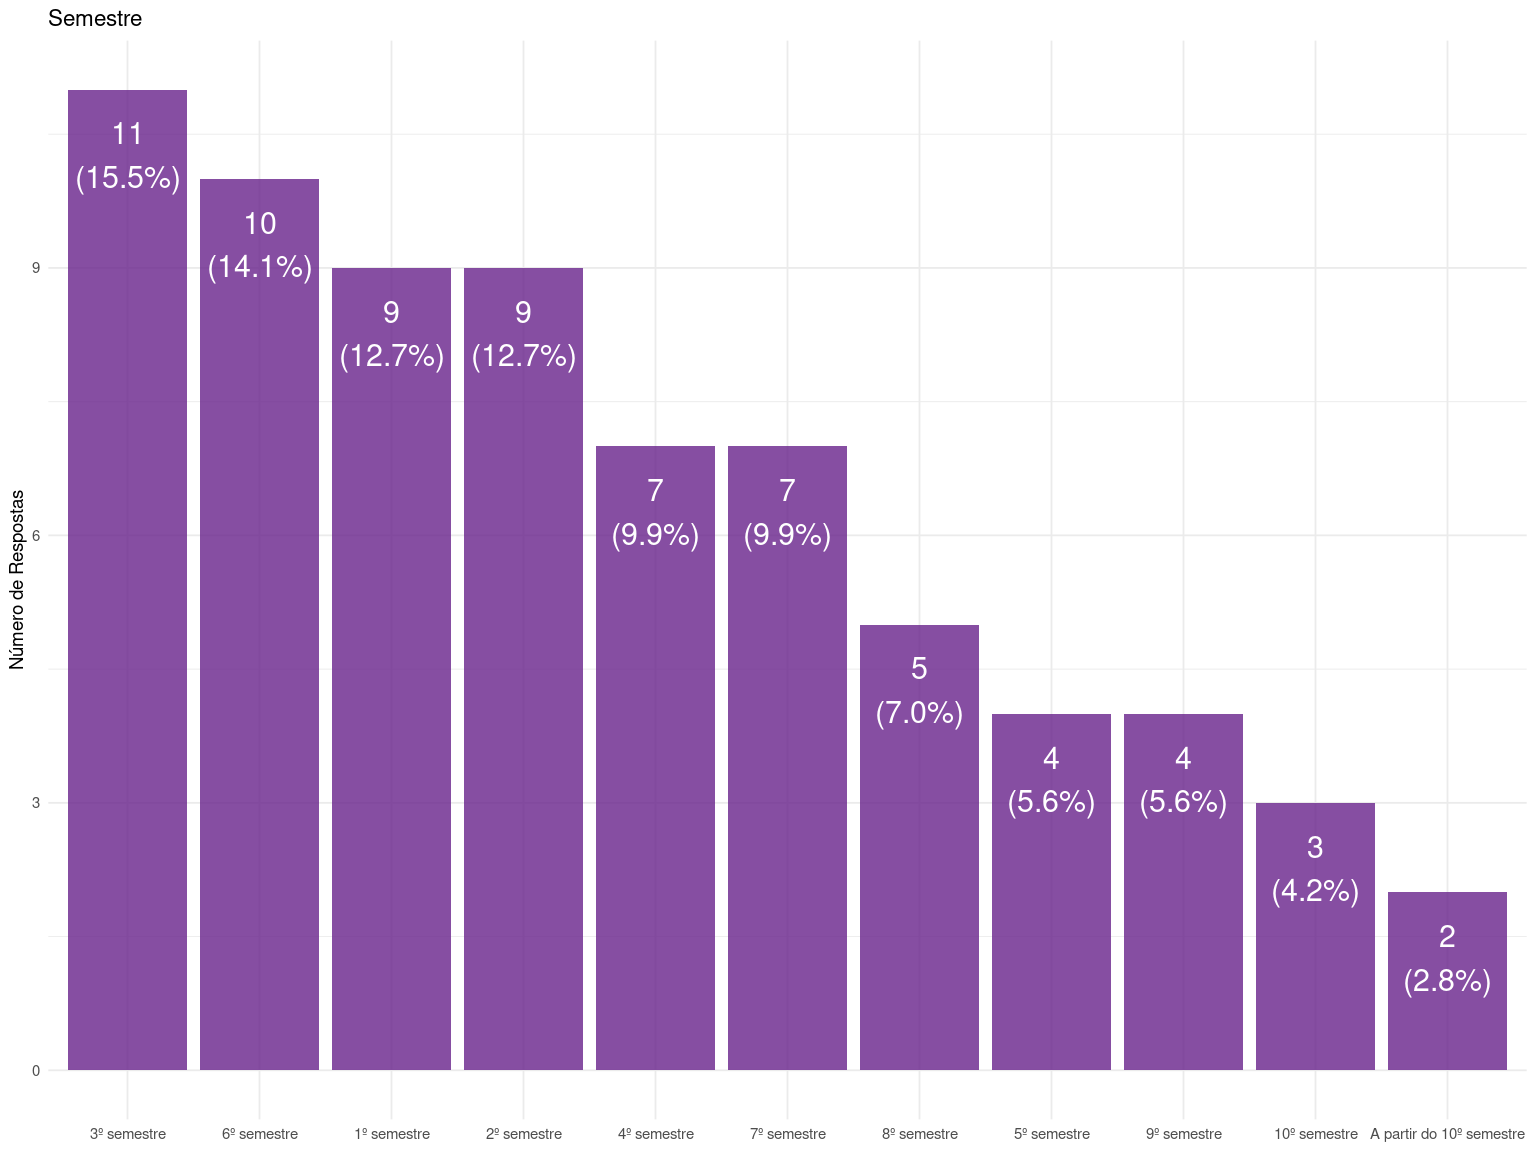 Semestre
Número de Respostas
11
(15.5%)
10
(14.1%)
9
(12.7%)
9
(12.7%)
7
(9.9%)
7
(9.9%)
5
(7.0%)
4
(5.6%)
4
(5.6%)
3
(4.2%)
2
(2.8%)
9
6
3
0
3º semestre
6º semestre
1º semestre
2º semestre
4º semestre
7º semestre
8º semestre
5º semestre
9º semestre
10º semestre
A partir do 10º semestre